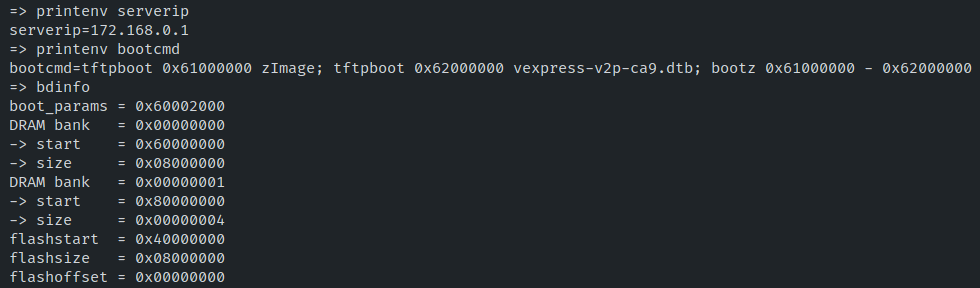 => printenv serverip
serverip=172.168.0.1
=> printenv bootcmd
bootcmd=tftpboot 0x61000000 zImage; tftpboot 0x62000000 vexpress-v2p-ca9.dtb; bootz 0x61000000 - 0x62000000
=> bdinfo
boot_params = 0x60002000
DRAM bank   = 0x00000000
-> start    = 0x60000000
-> size     = 0x08000000
DRAM bank   = 0x00000001
-> start    = 0x80000000
-> size     = 0x00000004
flashstart  = 0x40000000
flashsize   = 0x08000000
flashoffset = 0x00000000